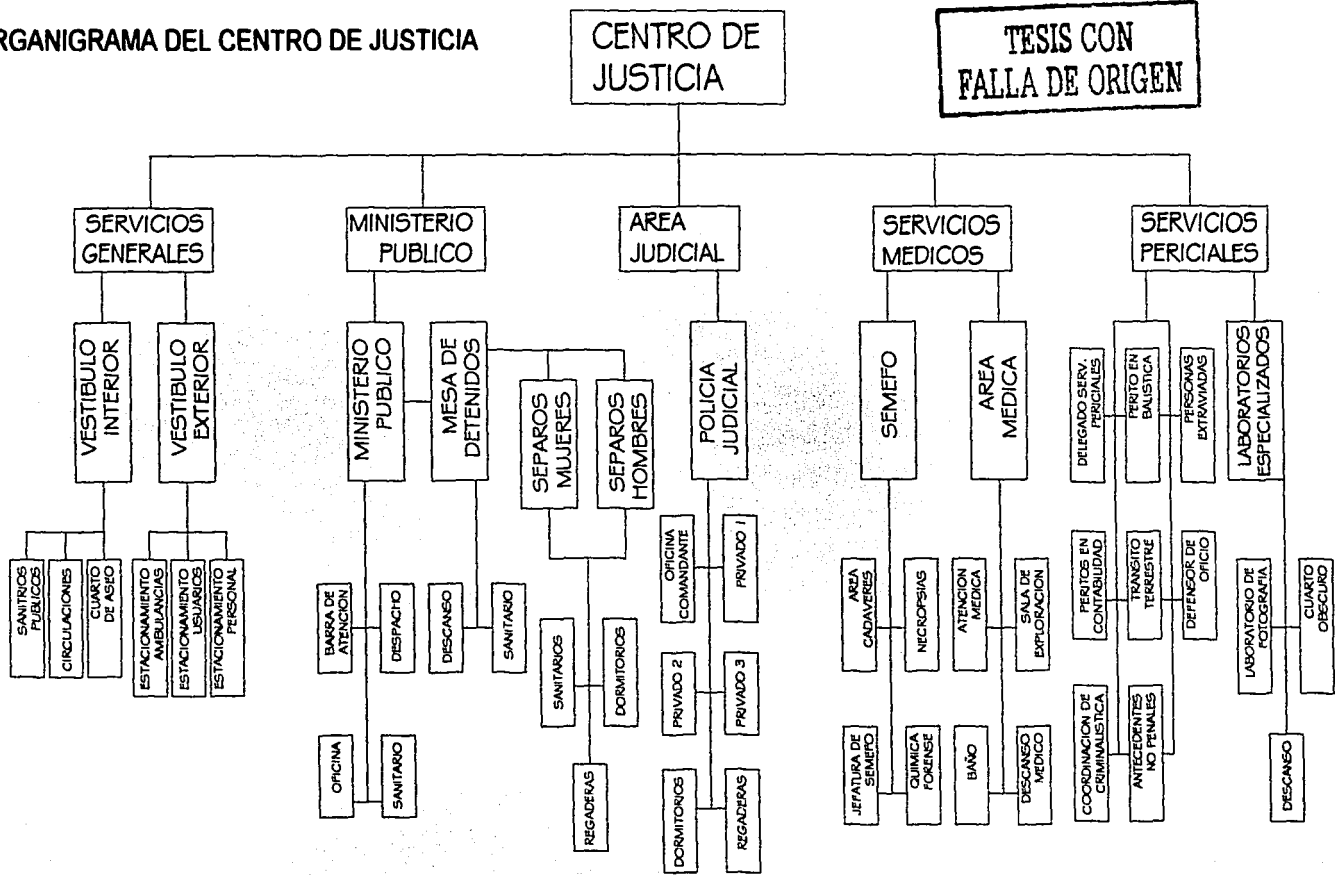 RGANIGRAMA DEL CENTRO DE JUSTICIA
CENTRO DE
JUSTICIA
TESIS CON
FALLA DE ORIGEN
SERVICIOS
GENERALES
MINISTERIO
PUBLICO
AREA
JUDICIAL
SERVICIOS
MEDICOS
SERVICIOS
PERICIALES
VESTIBULO
INTERIOR
VESTIBULO
EXTERIOR
MINISTERIO
PUBLICO
MESA DE
DETENIDOS
SEPAROS
MUJERES
SEPAROS
HOMBRES
POLICIA
JUDICIAL
SEMEFO
AREA
MEDICA
DELEGADO SERV.
PERICIALES
PERITO EN
BALISTICA
PERSONAS
EXTRAVIADAS
LABORATORIOS
ESPECIALIZADOS
SANITRIOS
PUBLICOS
CIRCULACIONES
CUARTO
DE ASEO
ESTACIONAMIENTO
AMBULANCIAS
ESTACIONAMIENTO
USUARIOS
ESTACIONAMIENTO
PERSONAL
BARRA DE
ATENCION
DESPACHO
DESCANSO
SANITARIO
OFICINA
COMANDANTE
PRIVADO 1
AREA
CADAVERES
NECROPSIAS
ATENCION
MEDICA
SALA DE
EXPLORACION
PERITOS EN
CONTABILIDAD
TRANSITO
TERRESTRE
DEFENSOR DE
OFICIO
LABORATORIO DE
FOTOGRAFIA
CUARTO
OBSCURO
SANITARIOS
DORMITORIOS
PRIVADO 2
PRIVADO 3
OFICINA
SANITARIO
REGADERAS
DORMITORIOS
REGADERAS
JEFATURA DE
SEMEFO
QUIMICA
FORENSE
BAÑO
DESCANSO
MEDICO
COORDINACION DE
CRIMINALISTICA
ANTECEDENTES
NO PENALES
DESCANSO